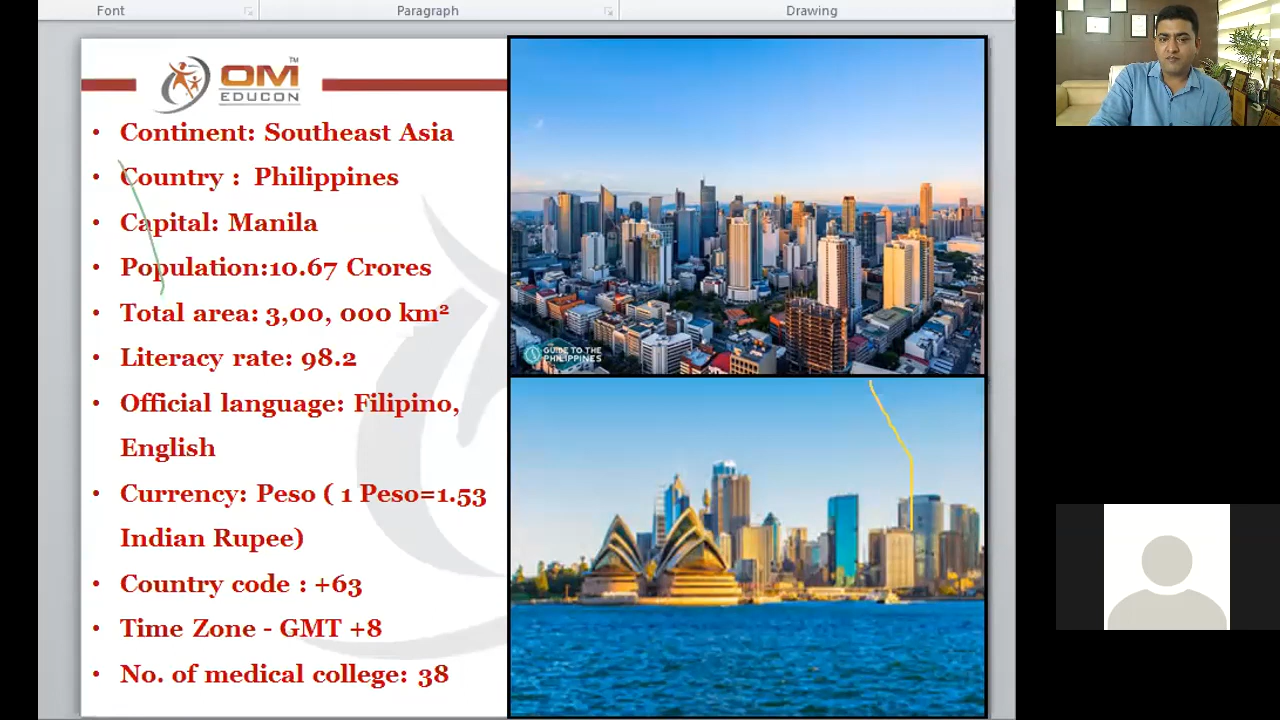 Font
Paragraph
Drawing
OM
TM
EDUCON
• Continent: Southeast Asia
• Country : Philippines
• Capital: Manila
• Population:10.67 Crores
• Total area: 3,00, 000 km²
• Literacy rate: 98.2
• Official language: Filipino,
English
• Currency: Peso ( 1 Peso=1.53
Indian Rupee)
• Country code : +63
• Time Zone - GMT +8
• No. of medical college: 38
GUIDE TO THE
PHILIPPINES